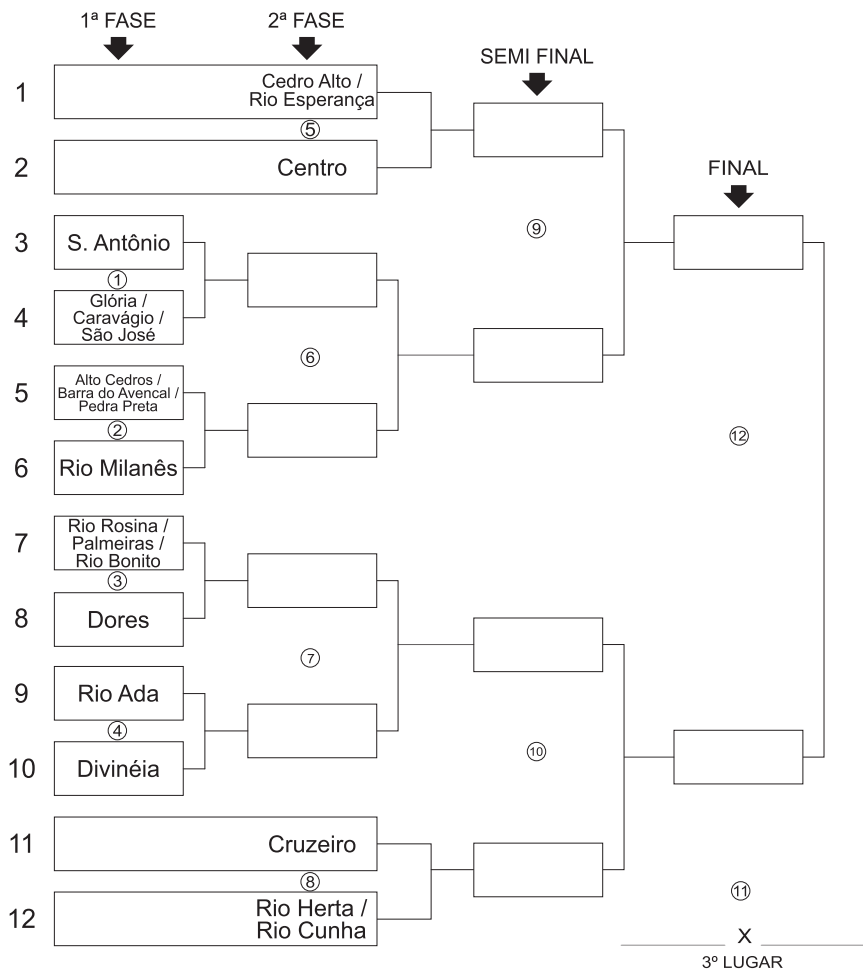 1ª FASE
2ª FASE
SEMI FINAL
FINAL
1
Cedro Alto /
Rio Esperança
5
2
Centro
3
S. Antônio
1
4
Glória /
Caravágio /
São José
5
Alto Cedros /
Barra do Avencal /
Pedra Preta
2
6
Rio Milanês
6
9
7
Rio Rosina /
Palmeiras /
Rio Bonito
3
8
Dores
9
Rio Ada
4
10
Divinéia
7
11
Cruzeiro
8
12
Rio Herta /
Rio Cunha
10
12
11
X
3º LUGAR